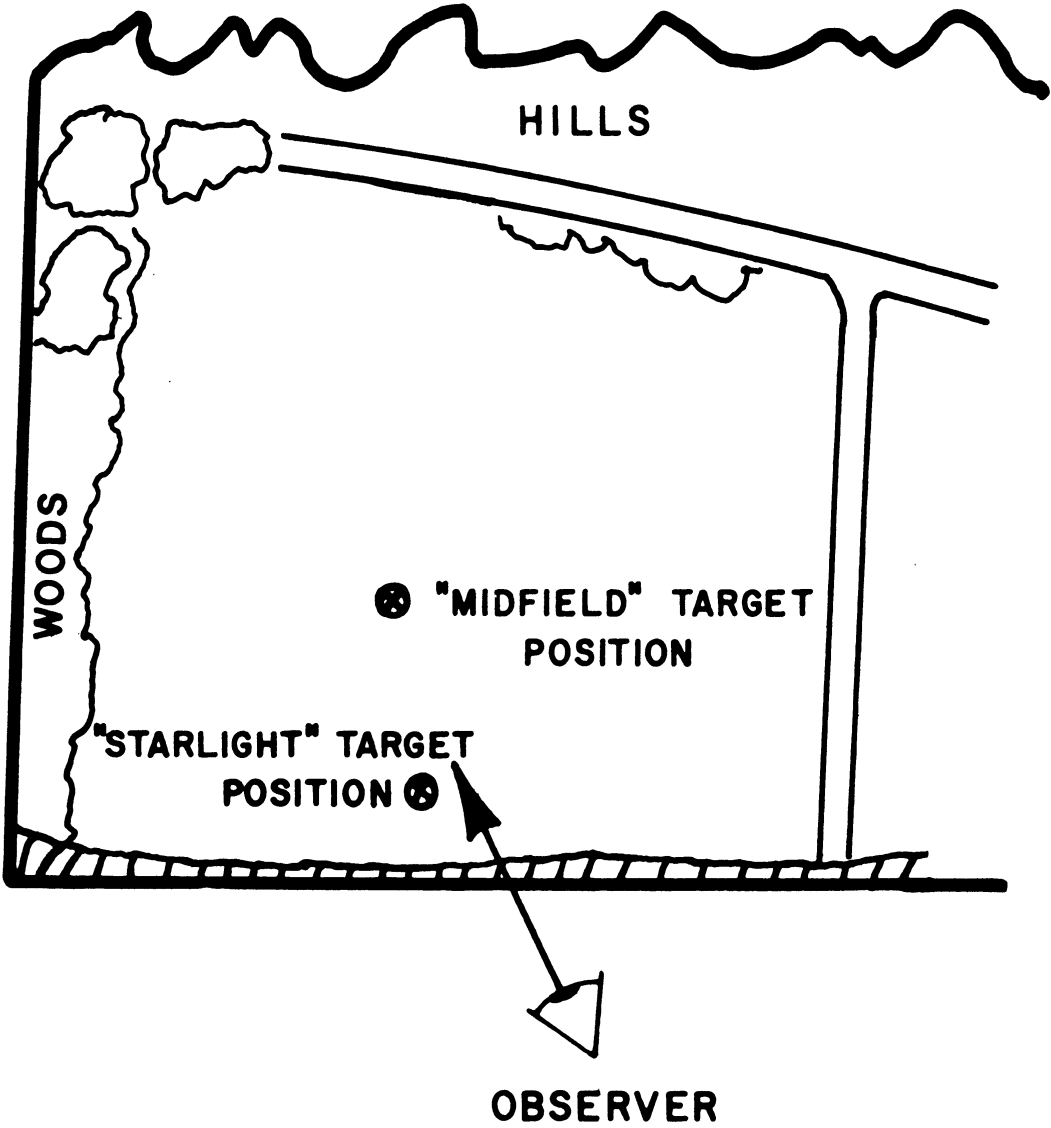 HILLS
WOODS
"MIDFIELD" TARGET
POSITION
"STARLIGHT" TARGET
POSITION
OBSERVER